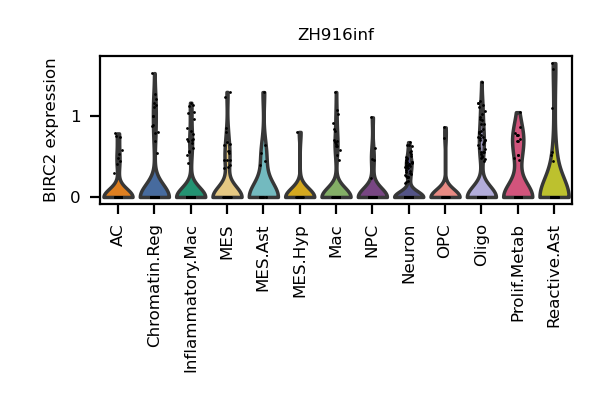 ZH916inf
BIRC2 expression
1
0
AC
Chromatin.Reg
Inflammatory.Mac
MES
MES.Ast
MES.Hyp
Mac
NPC
Neuron
OPC
Oligo
Prolif.Metab
Reactive.Ast